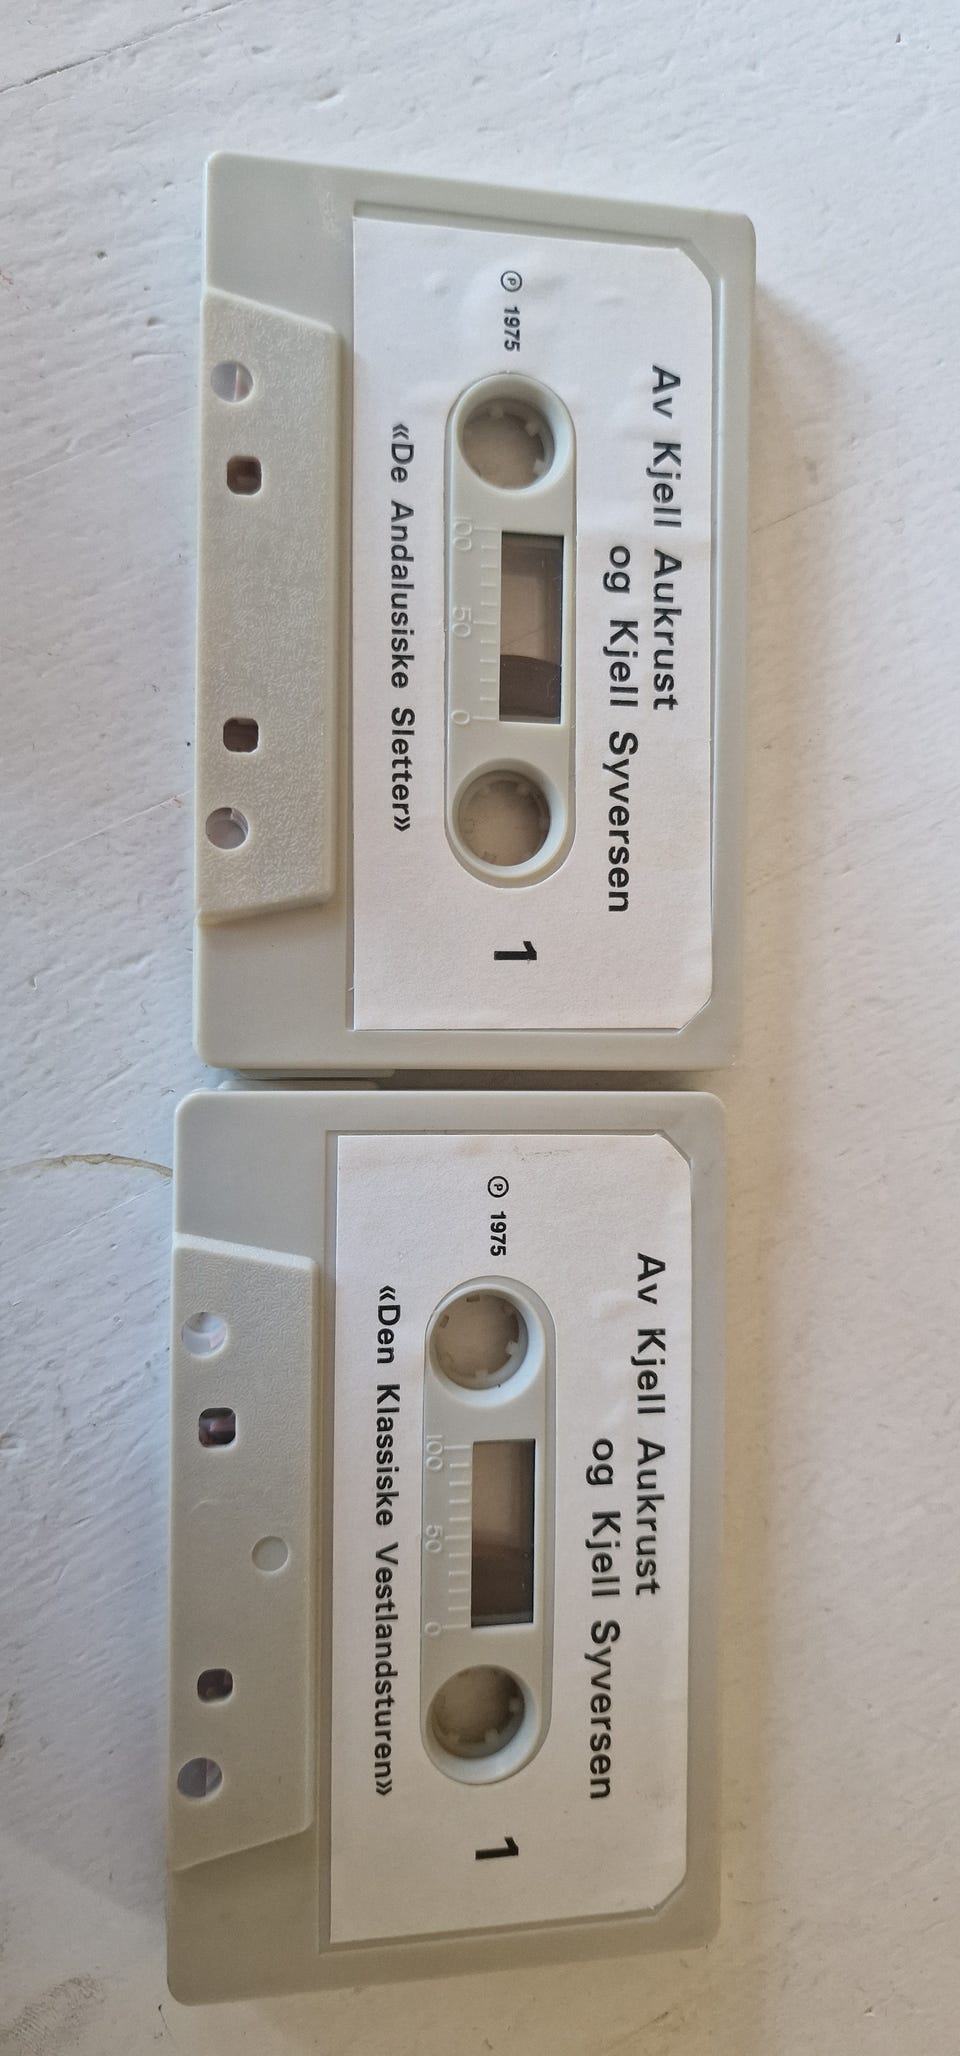 Av Kjell Aukrust
og Kjell Syversen
℗ 1975
1
100 50 0
«De Andalusiske Sletter»
Av Kjell Aukrust
og Kjell Syversen
℗ 1975
1
100 50 0
«Den Klassiske Vestlandsturen»